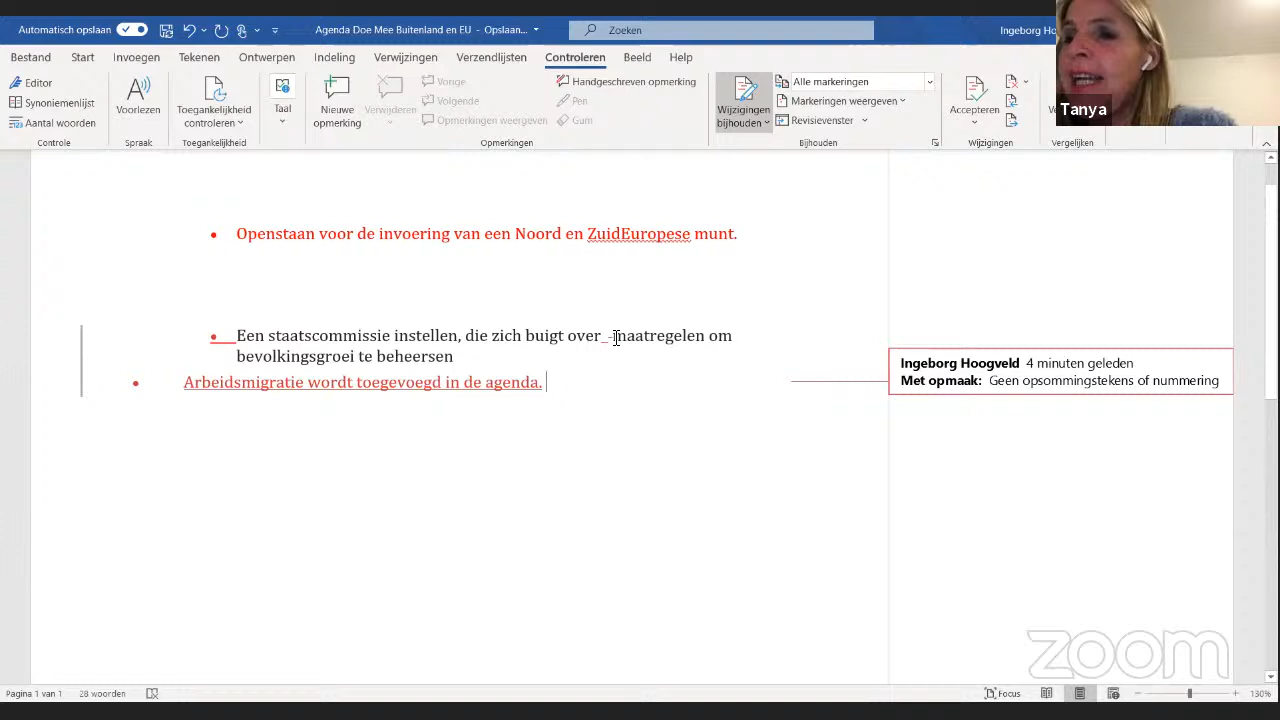 Automatisch opslaan
Agenda Doe Mee Buitenland en EU - Opslaan...
Zoeken
Ingeborg Ho
Bestand Start Invoegen Tekenen Ontwerpen Indeling Verwijzingen Verzendlijsten Controleren Beeld Help
Editor
Synoniemenlijst
Aantal woorden
Controle
Voorlezen
Spraak
Toegankelijkheid
controleren
Toegankelijkheid
Taal
Nieuwe
opmerking
Verwijderen
Vorige
Volgende
Opmerkingen weergeven
Handgeschreven opmerking
Pen
Gum
Opmerkingen
Wijzigingen
bijhouden
Alle markeringen
Markeringen weergeven
Revisievenster
Bijhouden
Accepteren
Wijzigingen
Vergelijken
Tanya
Openstaan voor de invoering van een Noord en ZuidEuropese munt.
Een staatscommissie instellen, die zich buigt over -maatregelen om
bevolkingsgroei te beheersen
Arbeidsmigratie wordt toegevoegd in de agenda.
Ingeborg Hoogveld 4 minuten geleden
Met opmaak: Geen opsommingstekens of nummering
zoom
Pagina 1 van 1 28 woorden
Focus
130%